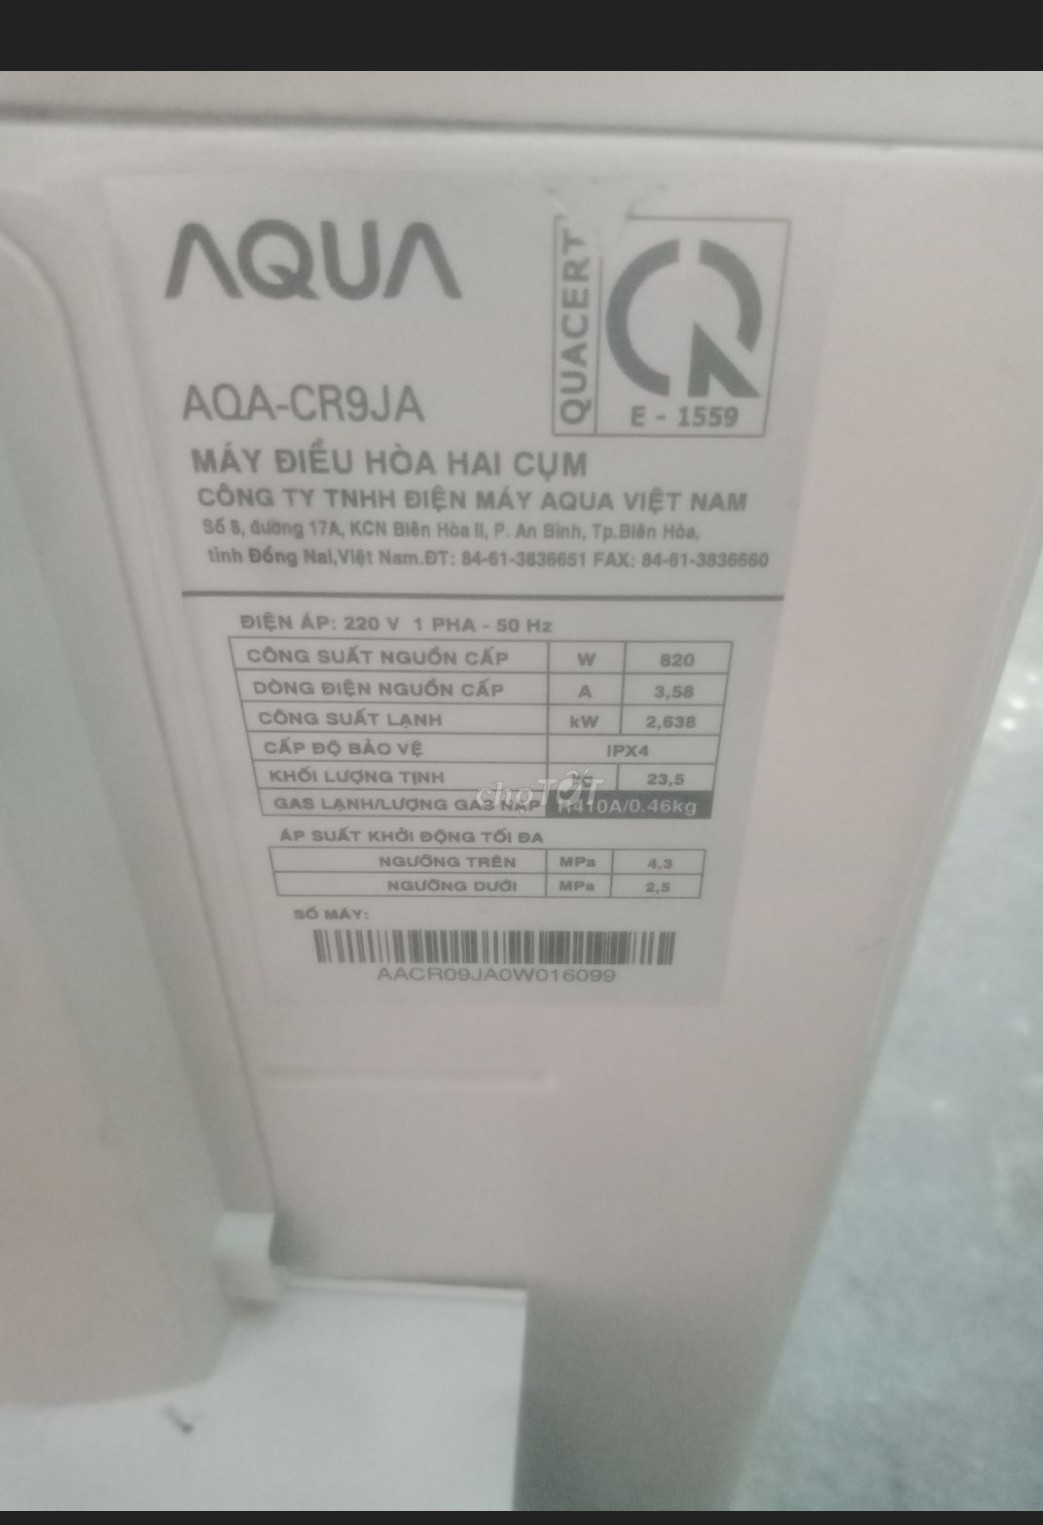 AQUA
QUACERT
E - 1559
AQA-CR9JA
MÁY ĐIỀU HÒA HAI CỤM
CÔNG TY TNHH ĐIỆN MÁY AQUA VIỆT NAM
Số 8, đường 17A, KCN Biên Hòa II, P. An Bình, Tp.Biên Hòa,
tỉnh Đồng Nai,Việt Nam.ĐT: 84-61-3836651 FAX: 84-61-3836660
ĐIỆN ÁP: 220 V 1 PHA - 50 Hz
CÔNG SUẤT NGUỒN CẤP W 820
DÒNG ĐIỆN NGUỒN CẤP A 3,58
CÔNG SUẤT LẠNH kW 2,638
CẤP ĐỘ BẢO VỆ IPX4
KHỐI LƯỢNG TỊNH kg 23,5
GAS LẠNH/LƯỢNG GAS NẠP R410A/0.46kg
choTỐT
ÁP SUẤT KHỞI ĐỘNG TỐI ĐA
NGƯỠNG TRÊN MPa 4,3
NGƯỠNG DƯỚI MPa 2,5
SỐ MÁY:
AACR09JA0W016099